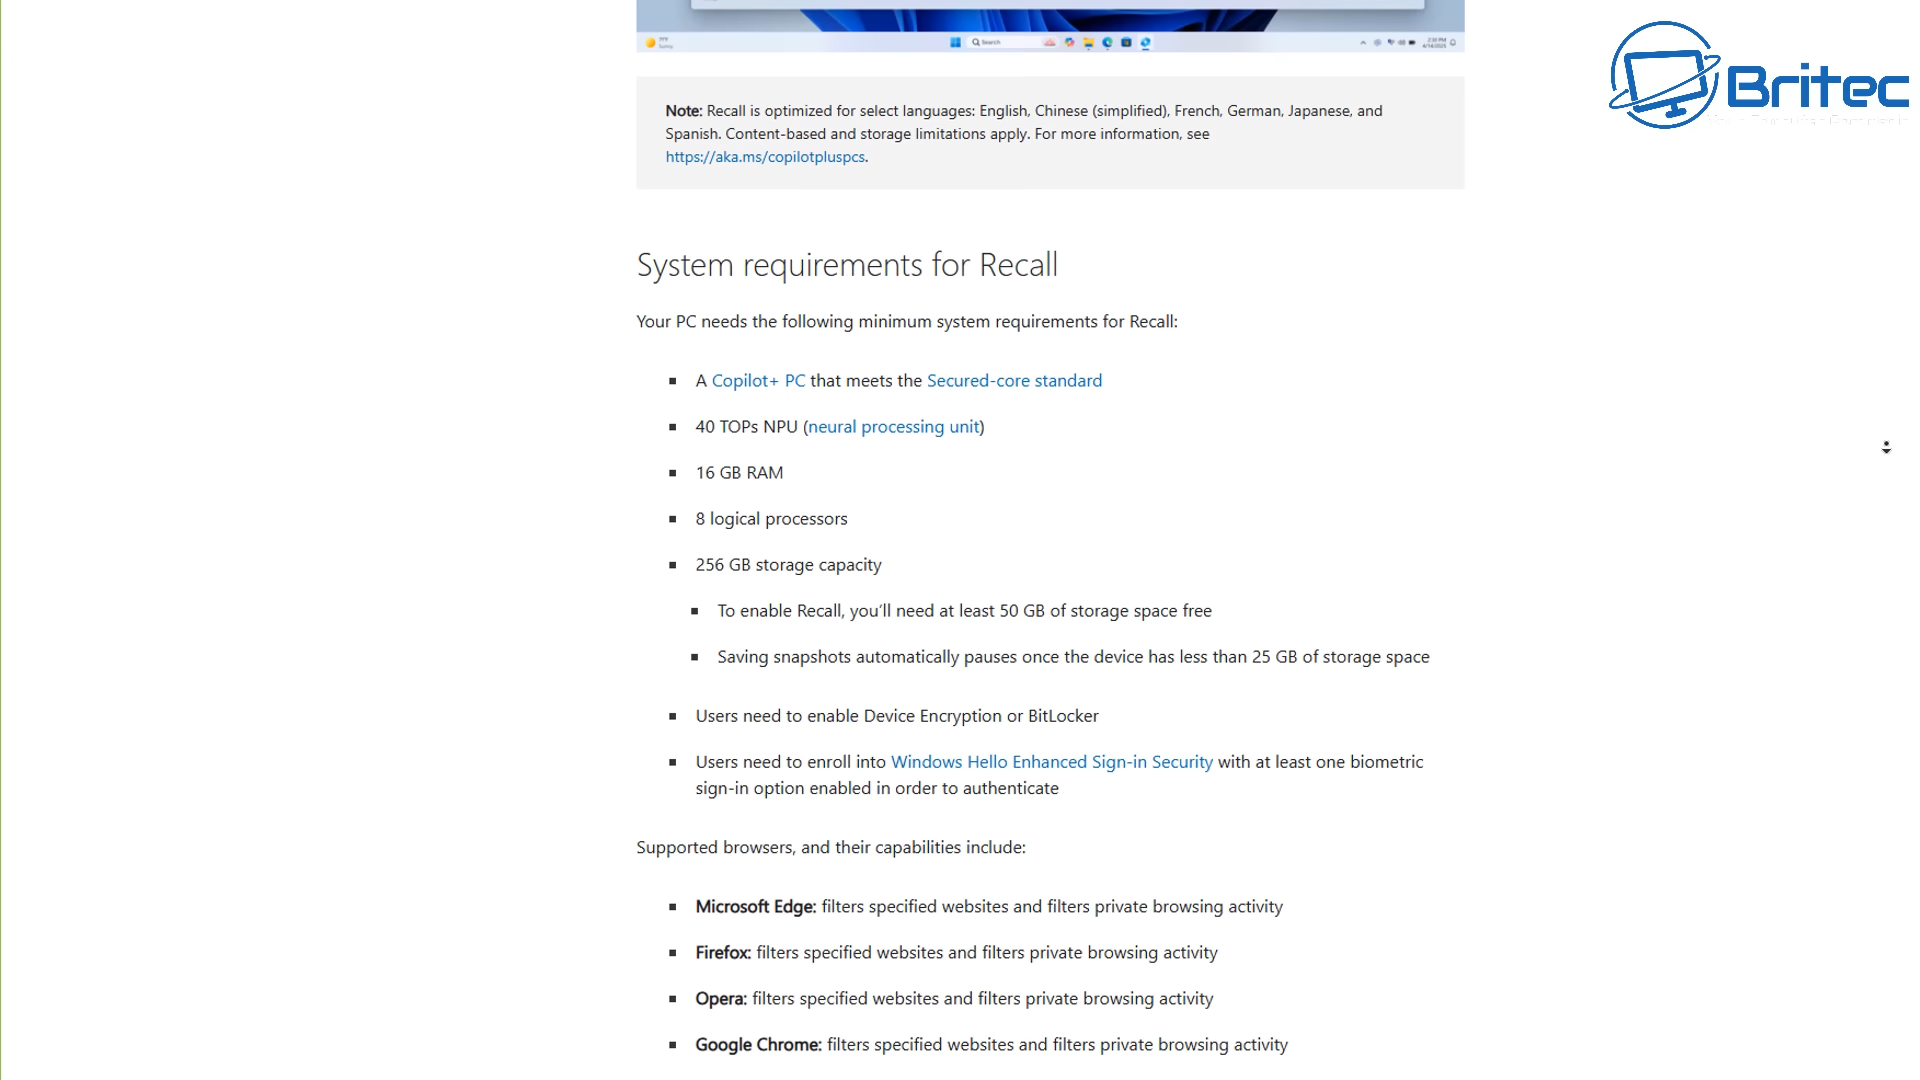 Search
Britec
Note: Recall is optimized for select languages: English, Chinese (simplified), French, German, Japanese, and
Spanish. Content-based and storage limitations apply. For more information, see
https://aka.ms/copilotpluspcs.
System requirements for Recall
Your PC needs the following minimum system requirements for Recall:
A Copilot+ PC that meets the Secured-core standard
40 TOPs NPU (neural processing unit)
16 GB RAM
8 logical processors
256 GB storage capacity
To enable Recall, you'll need at least 50 GB of storage space free
Saving snapshots automatically pauses once the device has less than 25 GB of storage space
Users need to enable Device Encryption or BitLocker
Users need to enroll into Windows Hello Enhanced Sign-in Security with at least one biometric
sign-in option enabled in order to authenticate
Supported browsers, and their capabilities include:
Microsoft Edge: filters specified websites and filters private browsing activity
Firefox: filters specified websites and filters private browsing activity
Opera: filters specified websites and filters private browsing activity
Google Chrome: filters specified websites and filters private browsing activity